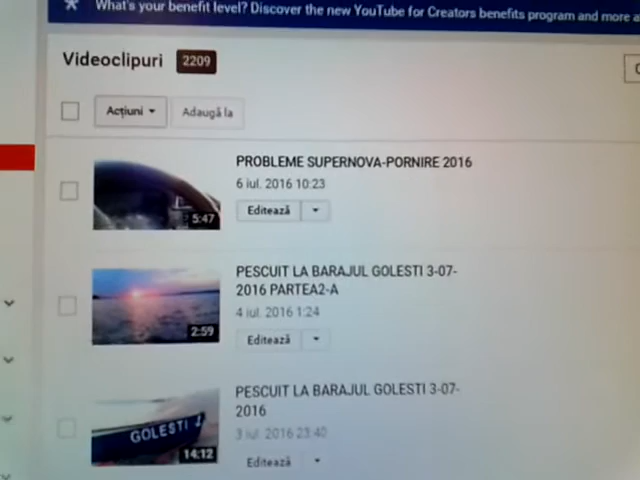 What's your benefit level? Discover the new YouTube for Creators benefits program and more a
Videoclipuri 2209
Acțiuni Adaugă la
PROBLEME SUPERNOVA-PORNIRE 2016
6 iul. 2016 10:23
5:47
Editează
PESCUIT LA BARAJUL GOLESTI 3-07-
2016 PARTEA2-A
4 iul. 2016 1:24
2:59
Editează
PESCUIT LA BARAJUL GOLESTI 3-07-
2016
GOLESTI
3 iul. 2016 23:40
14:12
Editează